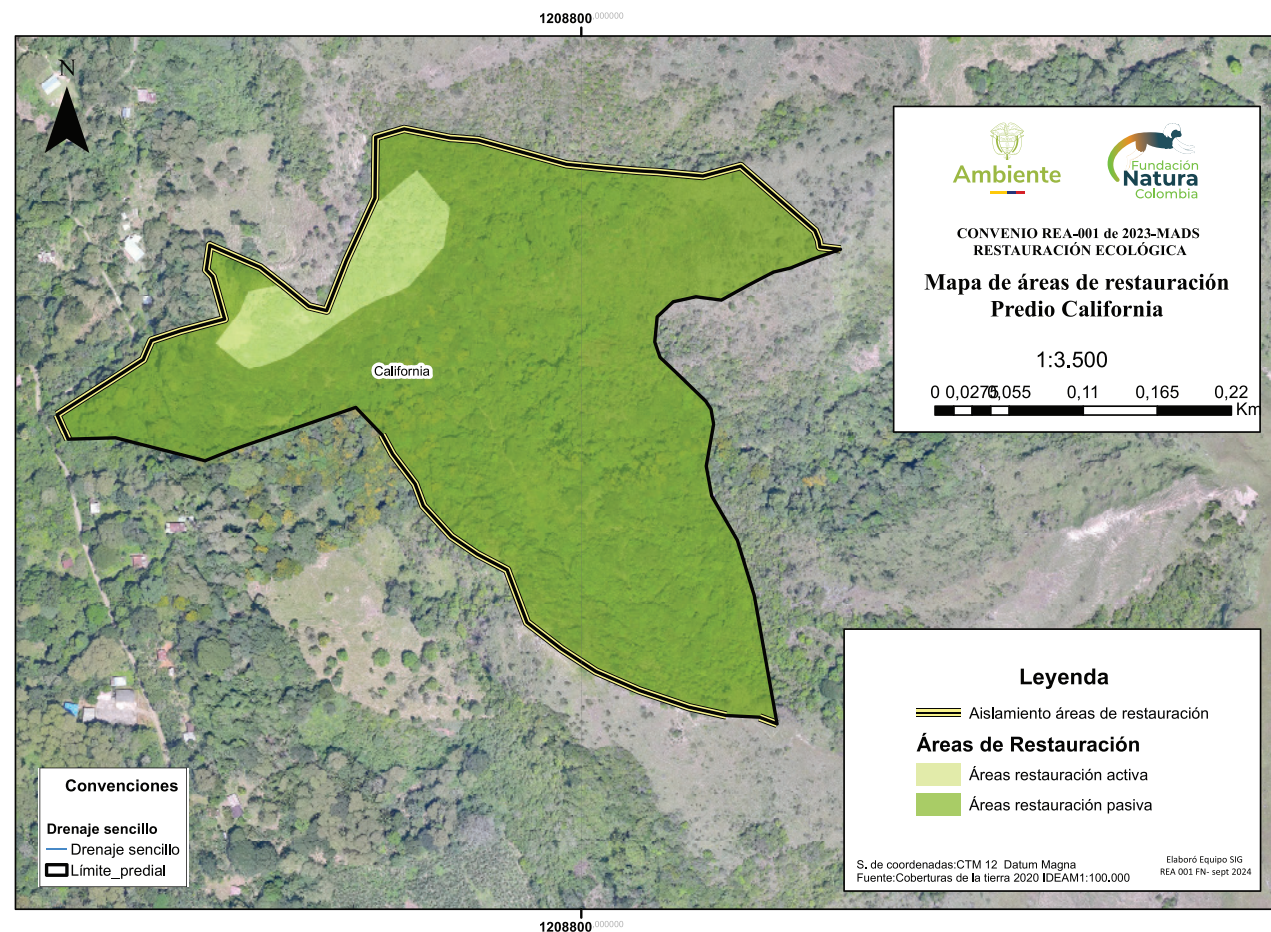 1208800,000000
N
Ambiente
Fundación
Natura
Colombia
CONVENIO REA-001 de 2023-MADS
RESTAURACIÓN ECOLÓGICA
Mapa de áreas de restauración
Predio California
1:3.500
0 0,0275 0,055 0,11 0,165 0,22
Km
California
Leyenda
Aislamiento áreas de restauración
Áreas de Restauración
Áreas restauración activa
Áreas restauración pasiva
S. de coordenadas:CTM 12 Datum Magna
Fuente:Coberturas de la tierra 2020 IDEAM1:100.000
Elaboró Equipo SIG
REA 001 FN- sept 2024
Convenciones
Drenaje sencillo
Drenaje sencillo
Límite_predial
1208800,000000